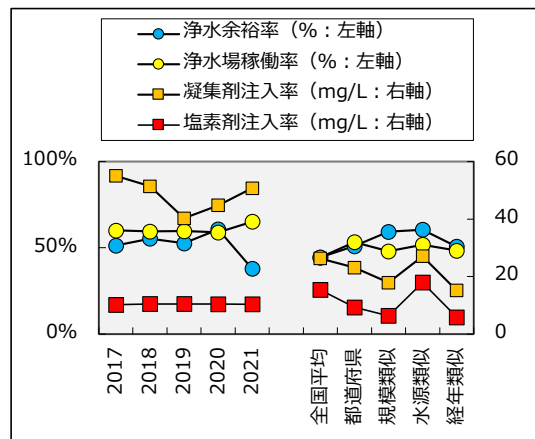 浄水余裕率（%：左軸）
浄水場稼働率（%：左軸）
凝集剤注入率（mg/L：右軸）
塩素剤注入率（mg/L：右軸）
100%
50%
0%
60
40
20
0
2017
2018
2019
2020
2021
全国平均
都道府県
規模類似
水源類似
経年類似